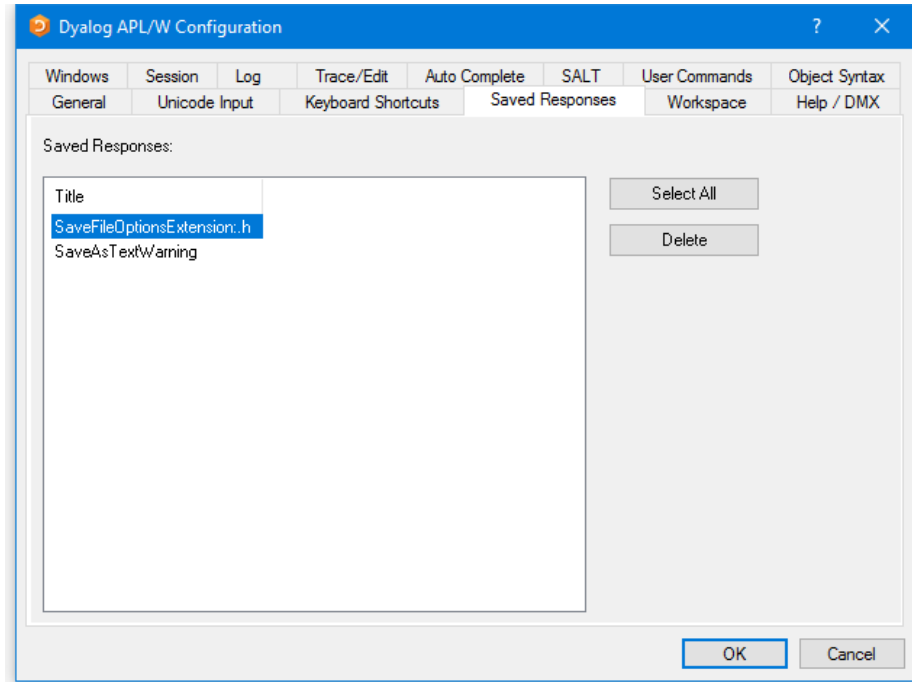 Dyalog APL/W Configuration ? ×
Windows Session Log Trace/Edit Auto Complete SALT User Commands Object Syntax
General Unicode Input Keyboard Shortcuts Saved Responses Workspace Help / DMX
Saved Responses:
Title
Select All
SaveFileOptionsExtension:.h
SaveAsTextWarning
Delete
OK Cancel